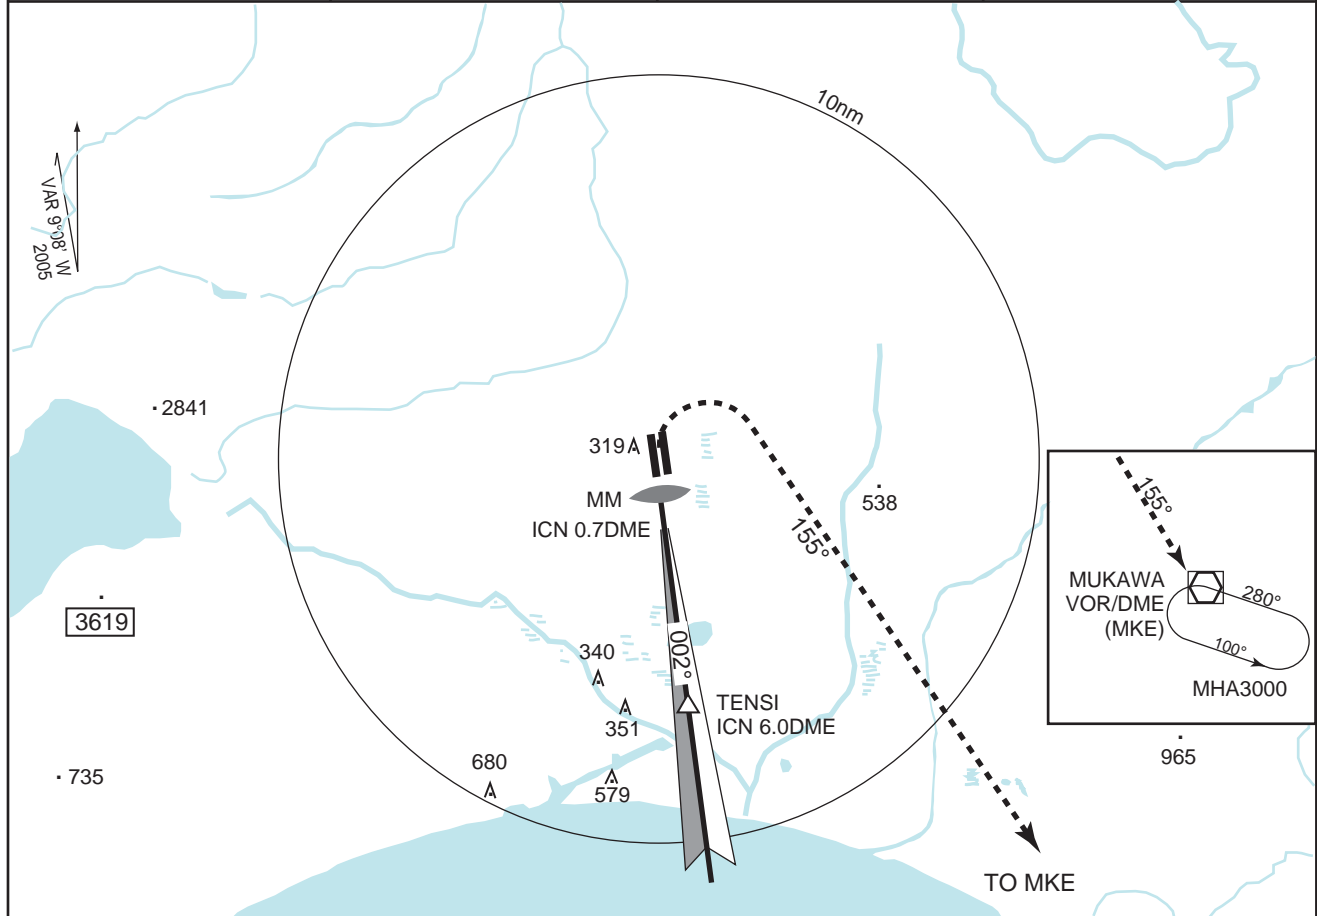 10nm
VAR 9°08' W
2005
2841
319
MM
ICN 0.7DME
538
155°
155°
MUKAWA
VOR/DME
(MKE)
280°
100°
MHA3000
3619
002°
340
351
TENSI
ICN 6.0DME
965
735
680
579
TO MKE